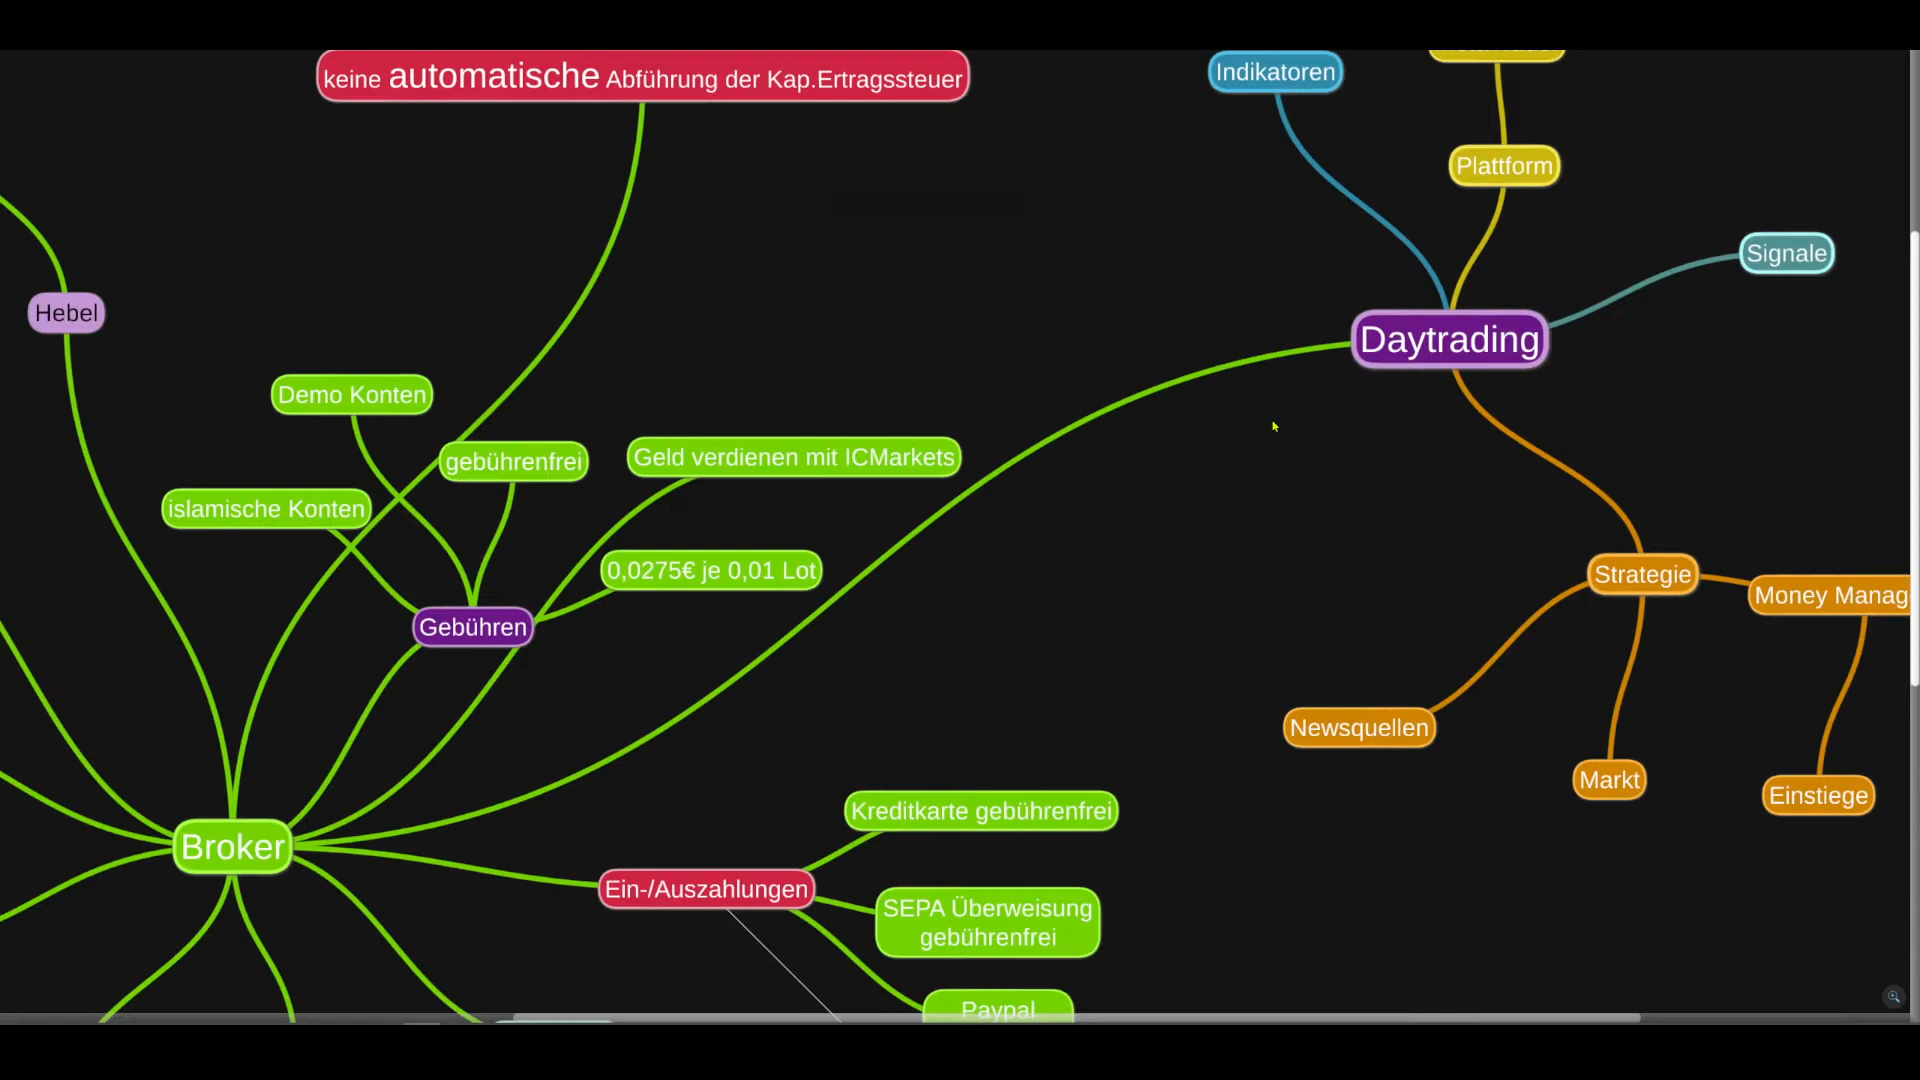 keine automatische Abführung der Kap.Ertragssteuer
Indikatoren
Plattform
Signale
Hebel
Daytrading
Demo Konten
gebührenfrei
Geld verdienen mit ICMarkets
islamische Konten
0,0275€ je 0,01 Lot
Strategie
Money Manag
Gebühren
Newsquellen
Markt
Einstiege
Kreditkarte gebührenfrei
Broker
Ein-/Auszahlungen
SEPA Überweisung
gebührenfrei
Paypal